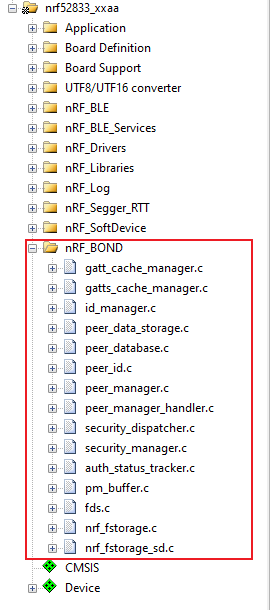 nrf52833_xxaa
Application
Board Definition
Board Support
UTF8/UTF16 converter
nRF_BLE
nRF_BLE_Services
nRF_Drivers
nRF_Libraries
nRF_Log
nRF_Segger_RTT
nRF_SoftDevice
nRF_BOND
gatt_cache_manager.c
gatts_cache_manager.c
id_manager.c
peer_data_storage.c
peer_database.c
peer_id.c
peer_manager.c
peer_manager_handler.c
security_dispatcher.c
security_manager.c
auth_status_tracker.c
pm_buffer.c
fds.c
nrf_fstorage.c
nrf_fstorage_sd.c
CMSIS
Device